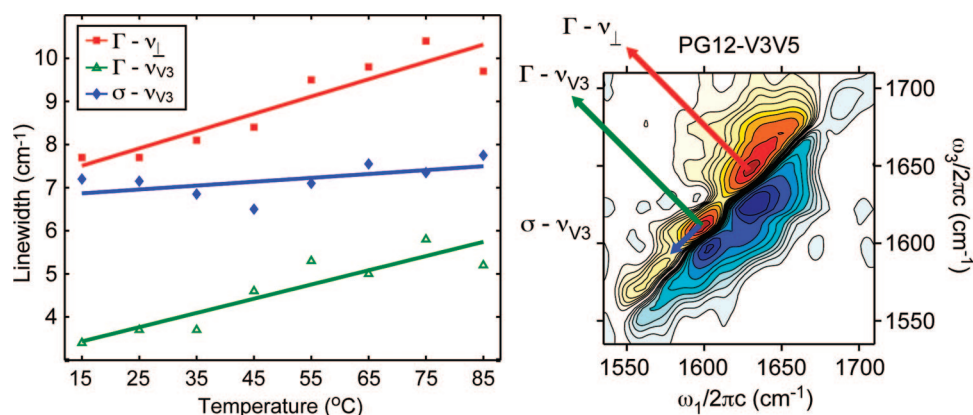 Γ - ν⊥
Γ - νV3
σ - νV3
10
9
8
7
6
5
4
Linewidth (cm-1)
15 25 35 45 55 65 75 85
Temperature (oC)
Γ - ν⊥
PG12-V3V5
Γ - νV3
σ - νV3
1700
1650
1600
1550
ω3/2πc (cm-1)
1550 1600 1650 1700
ω1/2πc (cm-1)